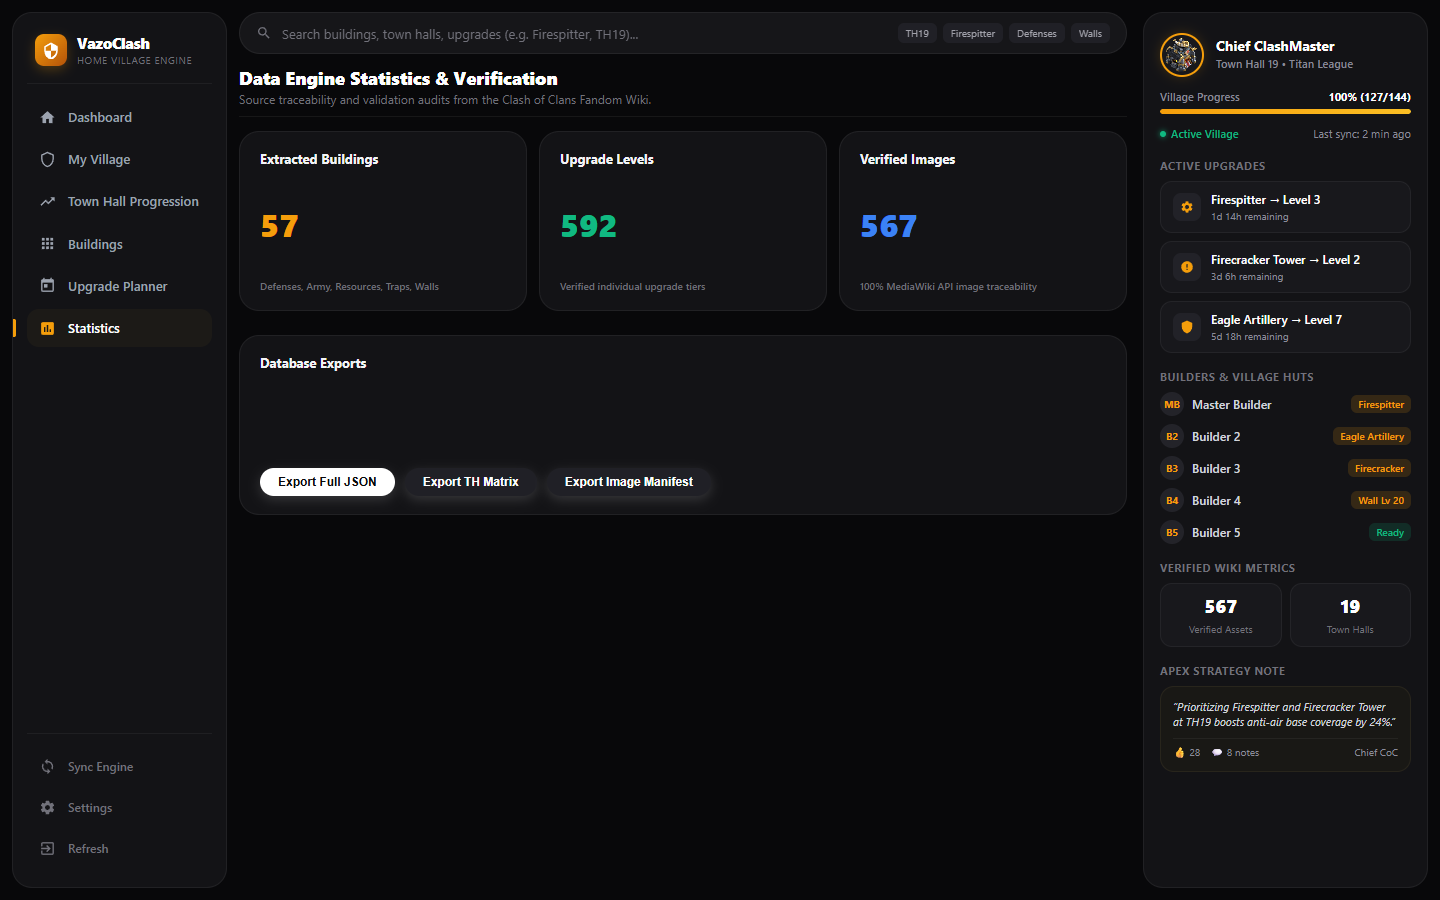 VazoClash
HOME VILLAGE ENGINE
Dashboard
My Village
Town Hall Progression
Buildings
Upgrade Planner
Statistics
Sync Engine
Settings
Refresh
Search buildings, town halls, upgrades (e.g. Firespitter, TH19)...
TH19
Firespitter
Defenses
Walls
Data Engine Statistics & Verification
Source traceability and validation audits from the Clash of Clans Fandom Wiki.
Extracted Buildings
57
Defenses, Army, Resources, Traps, Walls
Upgrade Levels
592
Verified individual upgrade tiers
Verified Images
567
100% MediaWiki API image traceability
Database Exports
Export Full JSON
Export TH Matrix
Export Image Manifest
Chief ClashMaster
Town Hall 19 • Titan League
Village Progress 100% (127/144)
Active Village Last sync: 2 min ago
ACTIVE UPGRADES
Firespitter → Level 3
1d 14h remaining
Firecracker Tower → Level 2
3d 6h remaining
Eagle Artillery → Level 7
5d 18h remaining
BUILDERS & VILLAGE HUTS
MB Master Builder Firespitter
B2 Builder 2 Eagle Artillery
B3 Builder 3 Firecracker
B4 Builder 4 Wall Lv 20
B5 Builder 5 Ready
VERIFIED WIKI METRICS
567
Verified Assets
19
Town Halls
APEX STRATEGY NOTE
"Prioritizing Firespitter and Firecracker Tower
at TH19 boosts anti-air base coverage by 24%."
👍 28 💬 8 notes Chief CoC